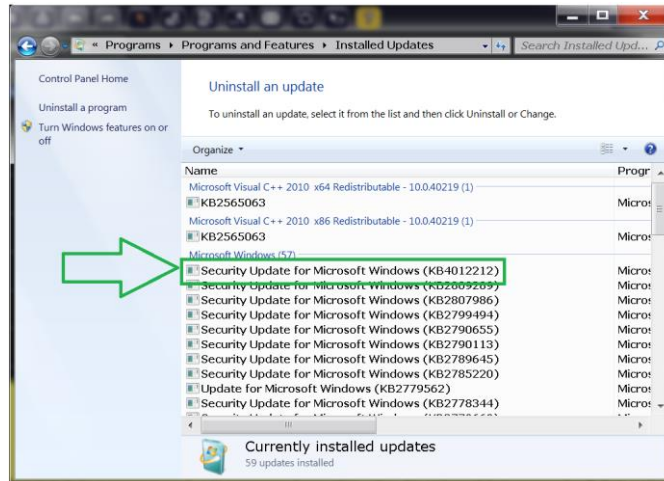 « Programs ▸ Programs and Features ▸ Installed Updates
Search Installed Upd...
Control Panel Home
Uninstall a program
Turn Windows features on or
off
Uninstall an update
To uninstall an update, select it from the list and then click Uninstall or Change.
Organize
Name
Progr
Microsoft Visual C++ 2010 x64 Redistributable - 10.0.40219 (1)
KB2565063 Micros
Microsoft Visual C++ 2010 x86 Redistributable - 10.0.40219 (1)
KB2565063 Micros
Microsoft Windows (57)
Security Update for Microsoft Windows (KB4012212) Micros
Security Update for Microsoft Windows Micros
Security Update for Microsoft Windows (KB2807986) Micros
Security Update for Microsoft Windows (KB2799494) Micros
Security Update for Microsoft Windows (KB2790655) Micros
Security Update for Microsoft Windows (KB2790113) Micros
Security Update for Microsoft Windows (KB2789645) Micros
Security Update for Microsoft Windows (KB2785220) Micros
Update for Microsoft Windows (KB2779562) Micros
Security Update for Microsoft Windows (KB2778344) Micros
Currently installed updates
59 updates installed